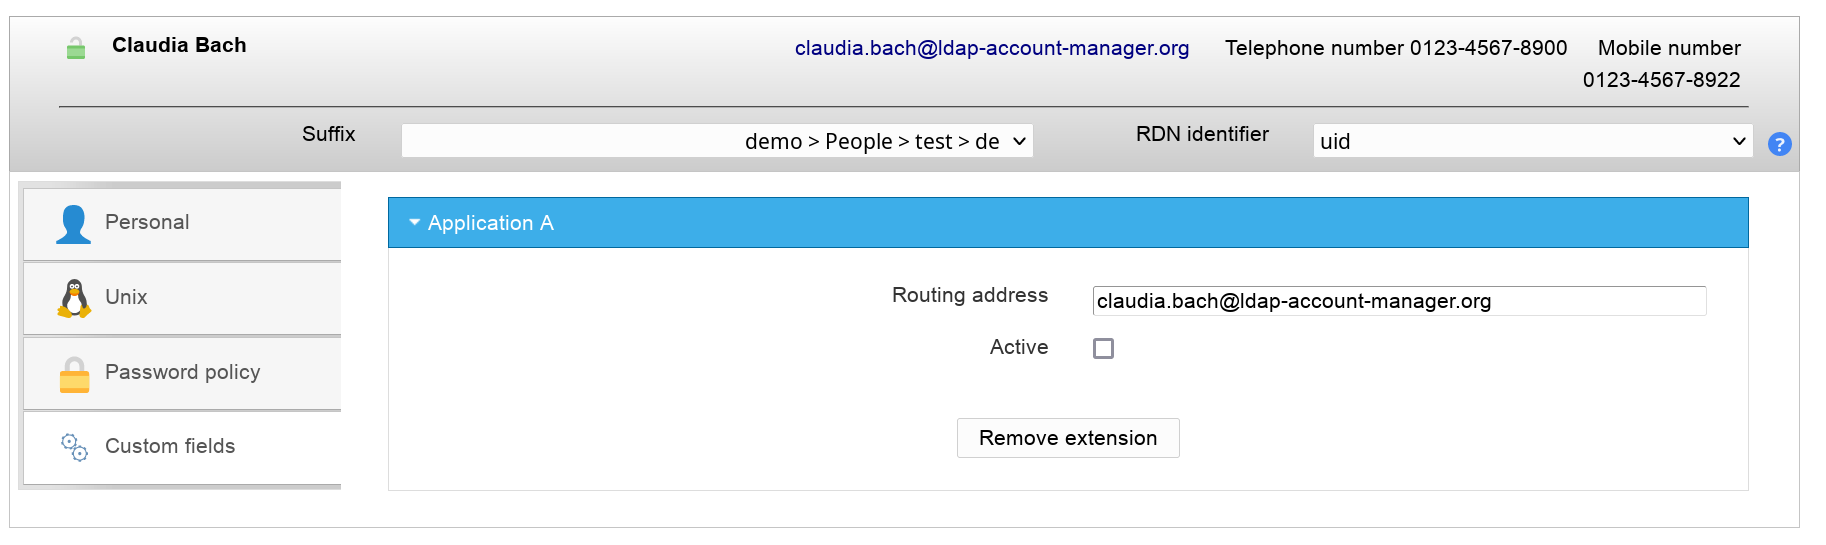 Claudia Bach
claudia.bach@ldap-account-manager.org Telephone number 0123-4567-8900 Mobile number
0123-4567-8922
Suffix demo > People > test > de RDN identifier uid ?
Personal
Unix
Password policy
Custom fields
Application A
Routing address claudia.bach@ldap-account-manager.org
Active
Remove extension